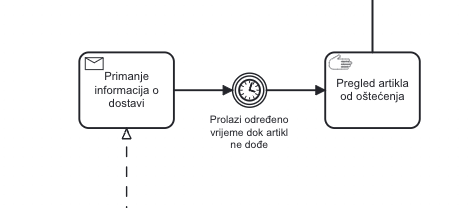 Primanje
informacija o
dostavi
Prolazi određeno
vrijeme dok artikl
ne dođe
Pregled artikla
od oštećenja